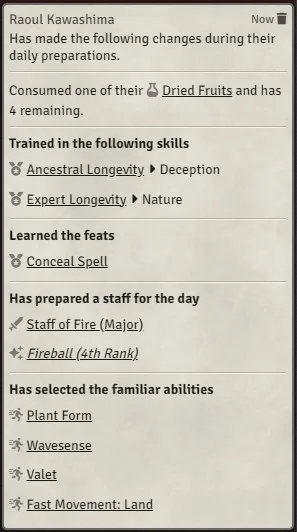 Raoul Kawashima Now
Has made the following changes during their
daily preparations.
Consumed one of their Dried Fruits and has
4 remaining.
Trained in the following skills
Ancestral Longevity Deception
Expert Longevity Nature
Learned the feats
Conceal Spell
Has prepared a staff for the day
Staff of Fire (Major)
Fireball (4th Rank)
Has selected the familiar abilities
Plant Form
Wavesense
Valet
Fast Movement: Land